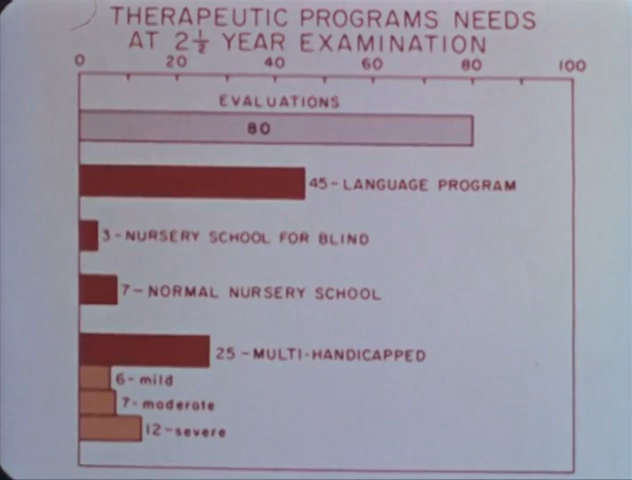 THERAPEUTIC PROGRAMS NEEDS
AT 2½ YEAR EXAMINATION
0 20 40 60 80 100
EVALUATIONS
80
45-LANGUAGE PROGRAM
3-NURSERY SCHOOL FOR BLIND
7-NORMAL NURSERY SCHOOL
25-MULTI-HANDICAPPED
6-mild
7-moderate
12-severe